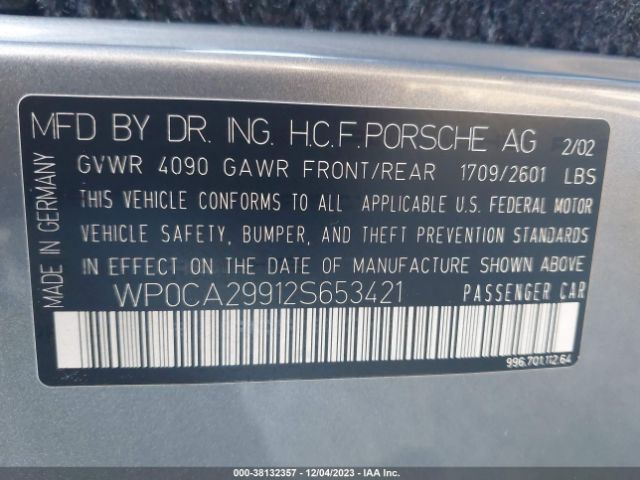 MFD BY DR. ING. H.C.F. PORSCHE AG 2/02
GVWR 4090 GAWR FRONT/REAR 1709/2601 LBS
THIS VEHICLE CONFORMS TO ALL APPLICABLE U.S. FEDERAL MOTOR
VEHICLE SAFETY, BUMPER, AND THEFT PREVENTION STANDARDS
IN EFFECT ON THE DATE OF MANUFACTURE SHOWN ABOVE.
WP0CA29912S653421 PASSENGER CAR
MADE IN GERMANY
996.701.112.64
000-38132357 - 12/04/2023 - IAAI.com